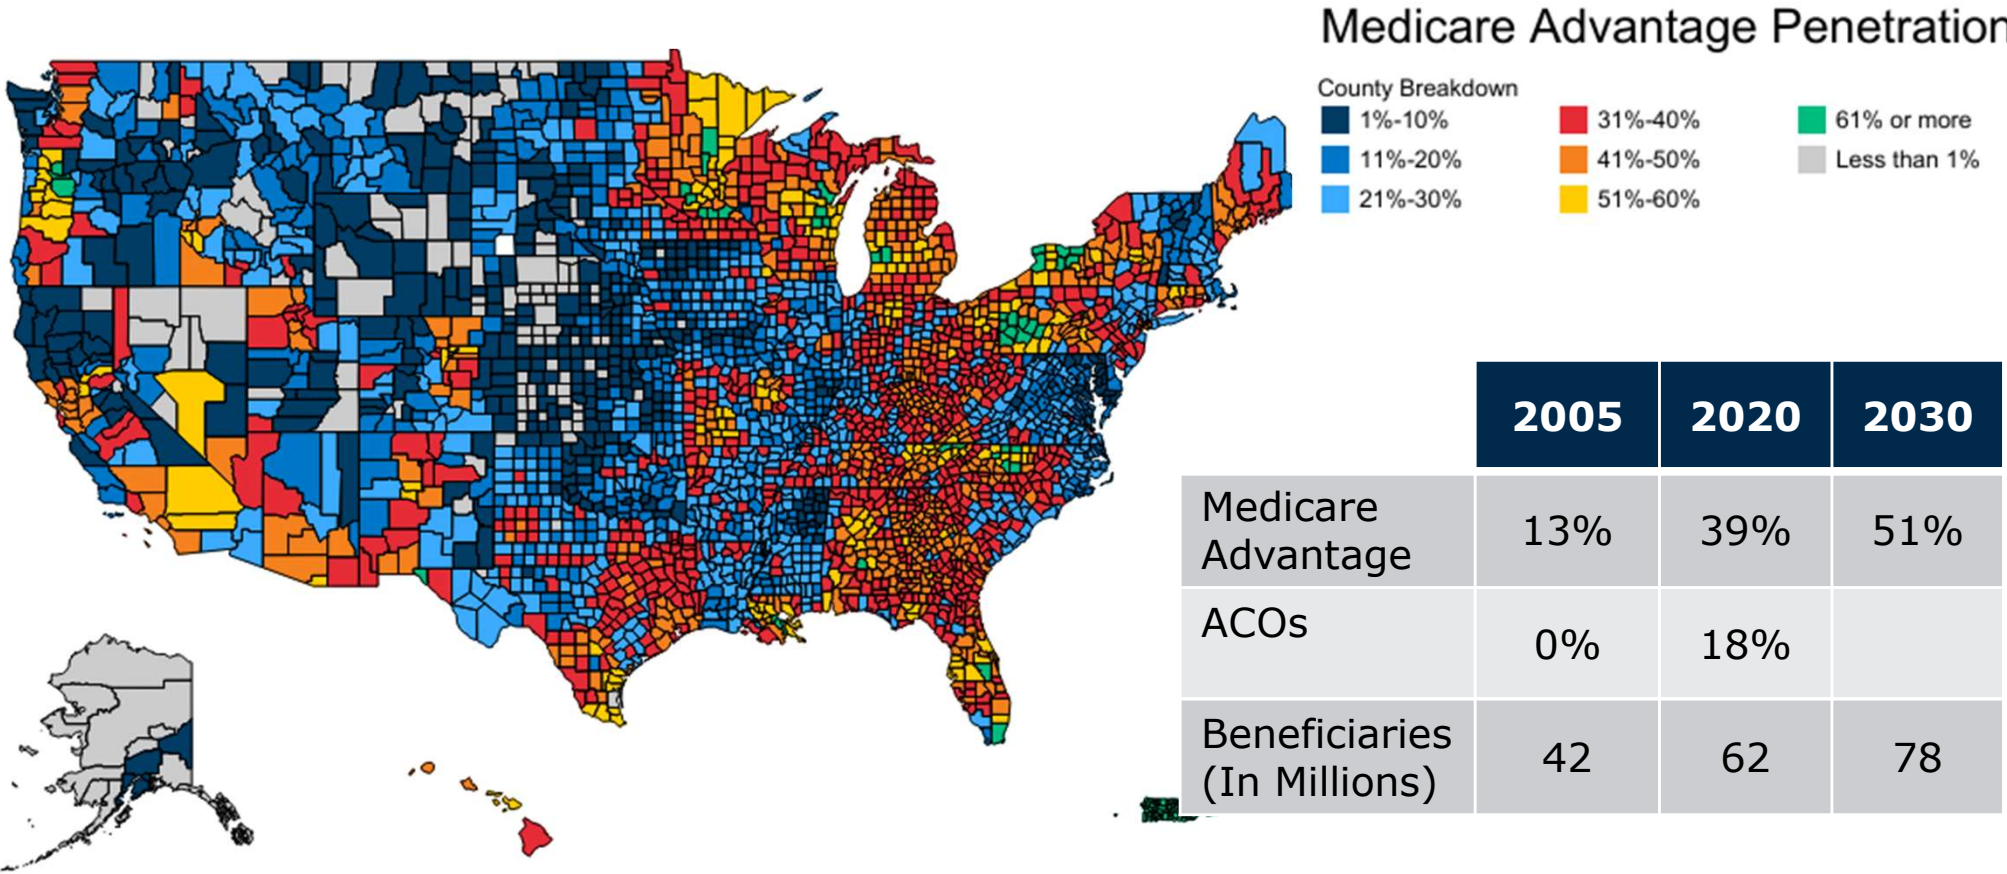 Medicare Advantage Penetration
County Breakdown
1%-10%
31%-40%
61% or more
11%-20%
41%-50%
Less than 1%
21%-30%
51%-60%
2005 2020 2030
Medicare
Advantage
13% 39% 51%
ACOs
0% 18%
Beneficiaries
(In Millions)
42 62 78